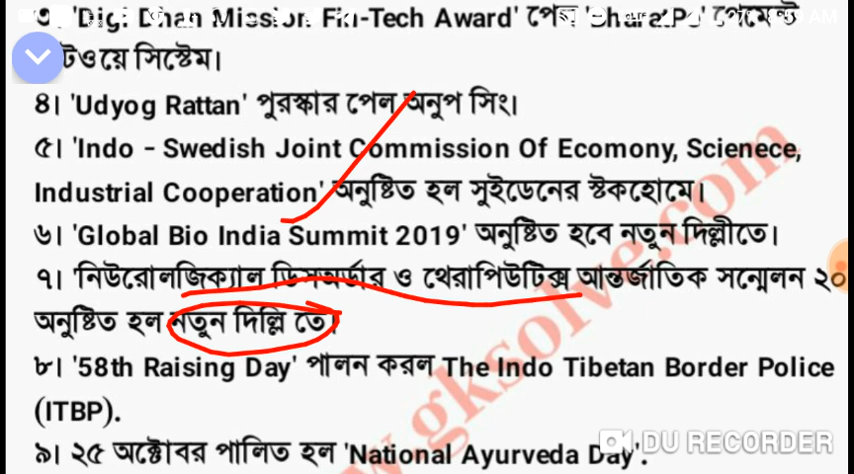 ৩। 'Digi Dhan Mission Fin-Tech Award' পেল 'BharatPe' পেমেন্ট
টওয়ে সিস্টেম।
৪। 'Udyog Rattan' পুরস্কার পেল অনুপ সিং।
৫। 'Indo - Swedish Joint Commission Of Ecomony, Scienece,
Industrial Cooperation' অনুষ্টিত হল সুইডেনের স্টকহোমে।
৬। 'Global Bio India Summit 2019' অনুষ্টিত হবে নতুন দিল্লীতে।
৭। 'নিউরোলজিক্যাল ডিসঅর্ডার ও থেরাপিউটিক্স আন্তর্জাতিক সন্মেলন ২০
অনুষ্টিত হল নতুন দিল্লি তে।
৮। '58th Raising Day' পালন করল The Indo Tibetan Border Police
(ITBP).
৯। ২৫ অক্টোবর পালিত হল 'National Ayurveda Day'.
www.gksolve.com
DU RECORDER